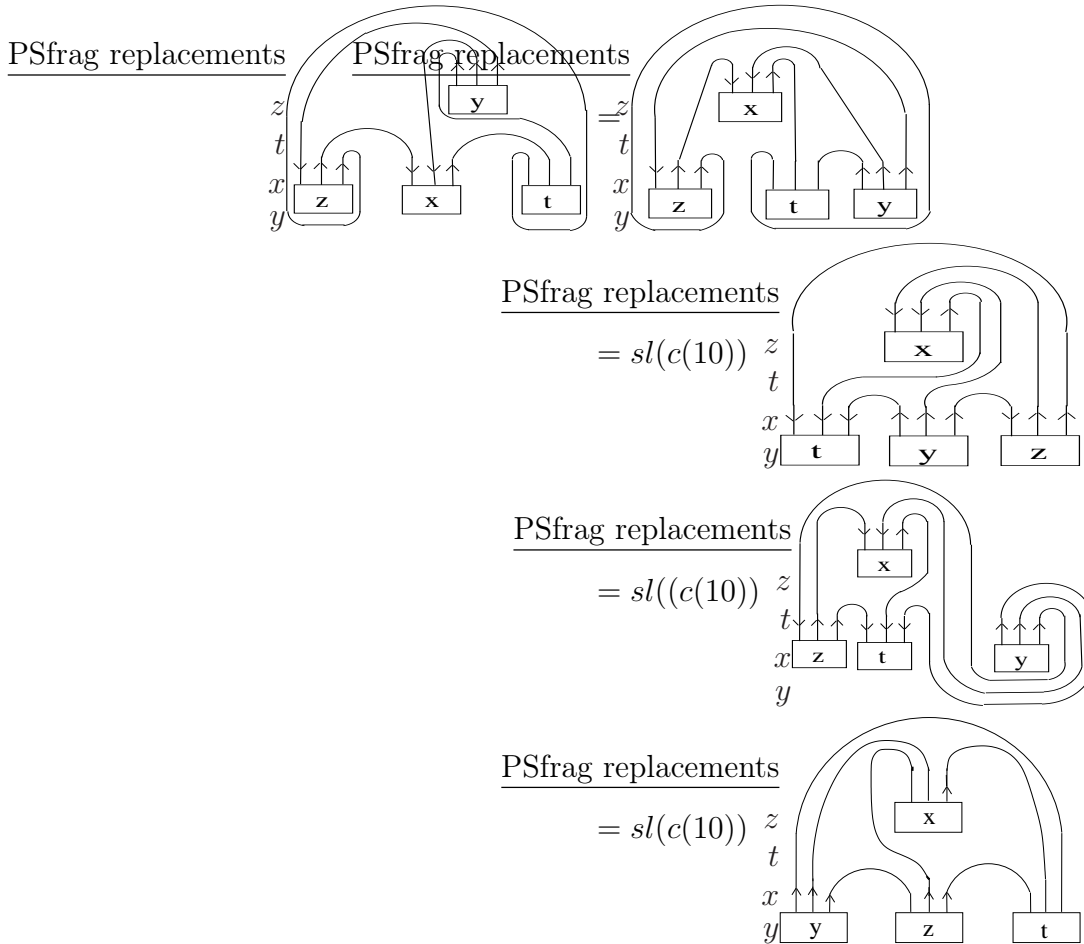 PSfrag replacements PSfrag replacements
y
x
z = z
t t
x x
y y
z x t
z t y
PSfrag replacements
x
= sl(c(10)) z
t
x
y
t y z
PSfrag replacements
x
= sl((c(10)) z
t
x
y
z t y
PSfrag replacements
x
= sl(c(10)) z
t
x
y
y z t